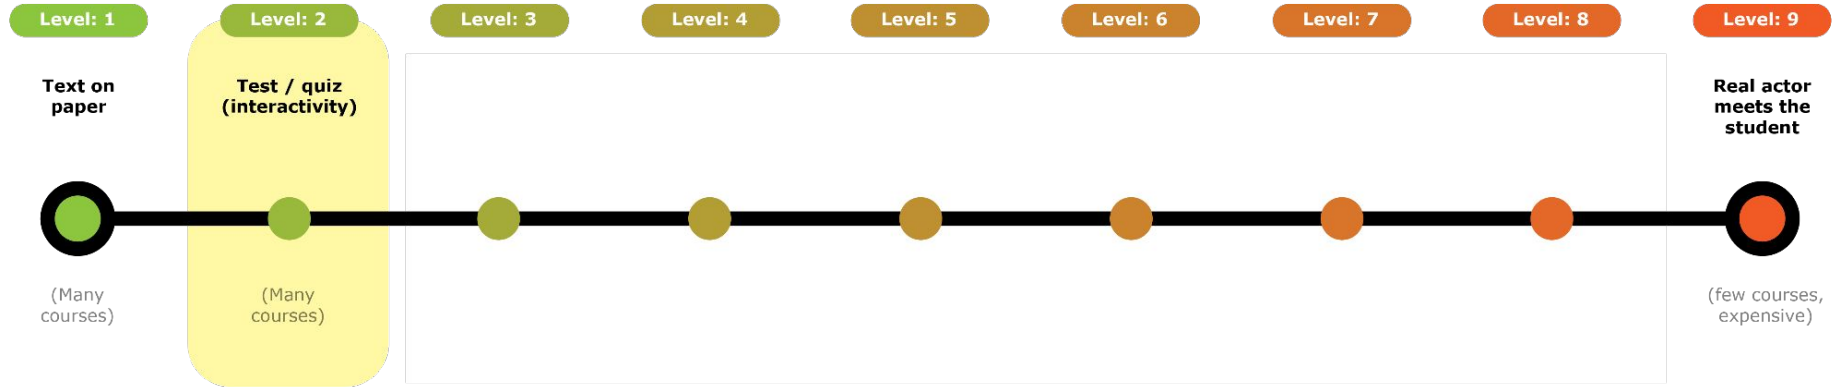 Level: 1
Level: 2
Level: 3
Level: 4
Level: 5
Level: 6
Level: 7
Level: 8
Level: 9
Text on
paper
Test / quiz
(interactivity)
Real actor
meets the
student
(Many
courses)
(Many
courses)
(few courses,
expensive)